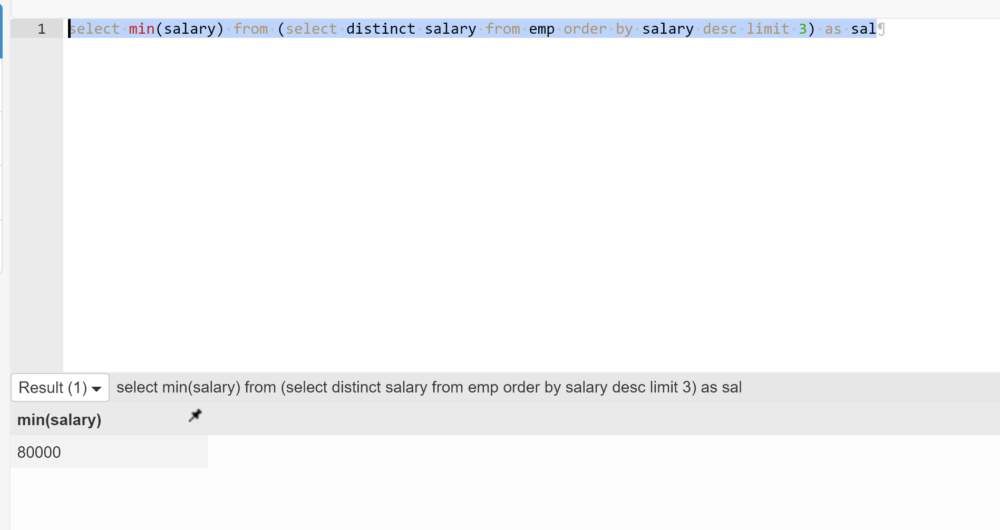 1 select min(salary) from (select distinct salary from emp order by salary desc limit 3) as sal¶
Result (1) select min(salary) from (select distinct salary from emp order by salary desc limit 3) as sal
min(salary)
80000